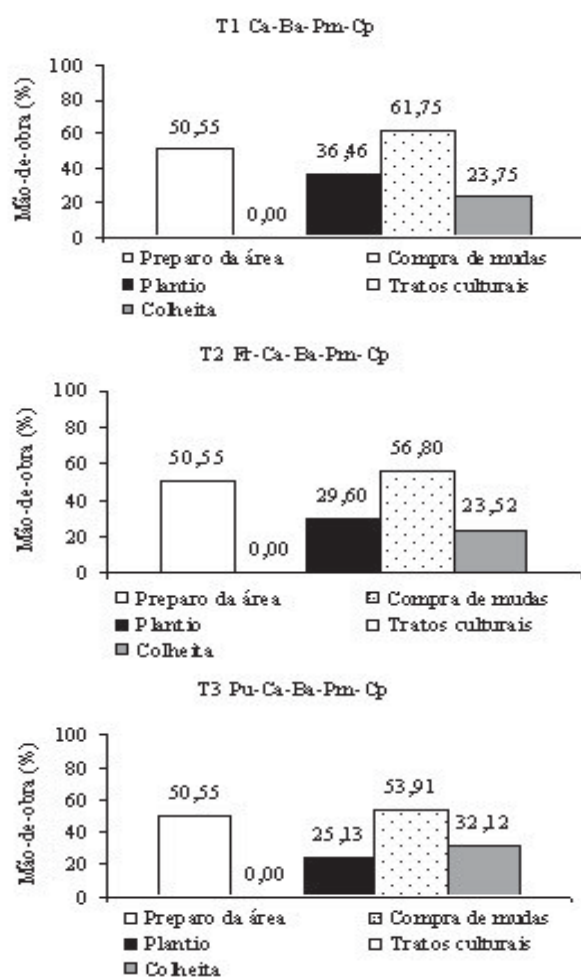 T1 Ca-Ba-Pm-Cp
Mão-de-obra (%)
100
80
60
40
20
0
50,55
0,00
36,46
61,75
23,75
Preparo da área
Compra de mudas
Plantio
Tratos culturais
Colheita
T2 Fr-Ca-Ba-Pm-Cp
Mão-de-obra (%)
100
80
60
40
20
0
50,55
0,00
29,60
56,80
23,52
Preparo da área
Compra de mudas
Plantio
Tratos culturais
Colheita
T3 Pu-Ca-Ba-Pm-Cp
Mão-de-obra (%)
100
80
60
40
20
0
50,55
0,00
25,13
53,91
32,12
Preparo da área
Compra de mudas
Plantio
Tratos culturais
Colheita